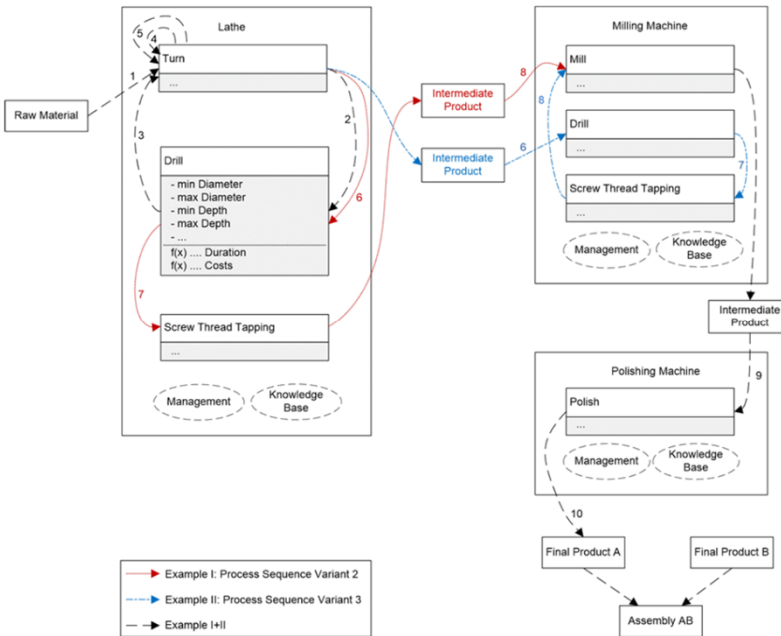 Lathe
5
4
Turn
...
1
Raw Material
3
2
Drill
- min Diameter
- max Diameter
- min Depth
- max Depth
- ...
f(x) .... Duration
f(x) .... Costs
6
7
Screw Thread Tapping
...
Management
Knowledge
Base
Intermediate
Product
8
Intermediate
Product
6
Milling Machine
Mill
...
8
Drill
...
7
Screw Thread Tapping
...
Management
Knowledge
Base
Intermediate
Product
9
Polishing Machine
Polish
...
Management
Knowledge
Base
10
Final Product A
Final Product B
Assembly AB
Example I: Process Sequence Variant 2
Example II: Process Sequence Variant 3
Example I+II